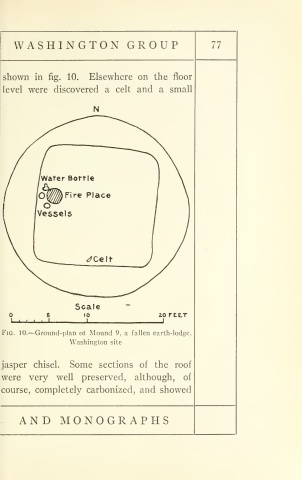 WASHINGTON GROUP 77
shown in fig. 10. Elsewhere on the floor
level were discovered a celt and a small
N
Water Bottle
Fire Place
Vessels
Celt
Scale
0 5 10 20 FEET
FIG. 10.—Ground-plan of Mound 9, a fallen earth-lodge,
Washington site
jasper chisel. Some sections of the roof
were very well preserved, although, of
course, completely carbonized, and showed
AND MONOGRAPHS